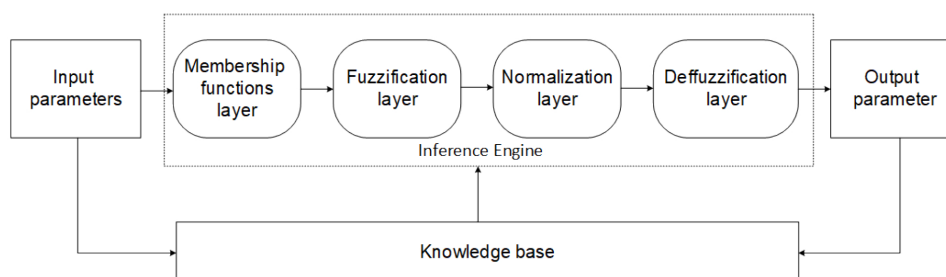 Input
parameters
Membership
functions
layer
Fuzzification
layer
Normalization
layer
Deffuzzification
layer
Output
parameter
Inference Engine
Knowledge base